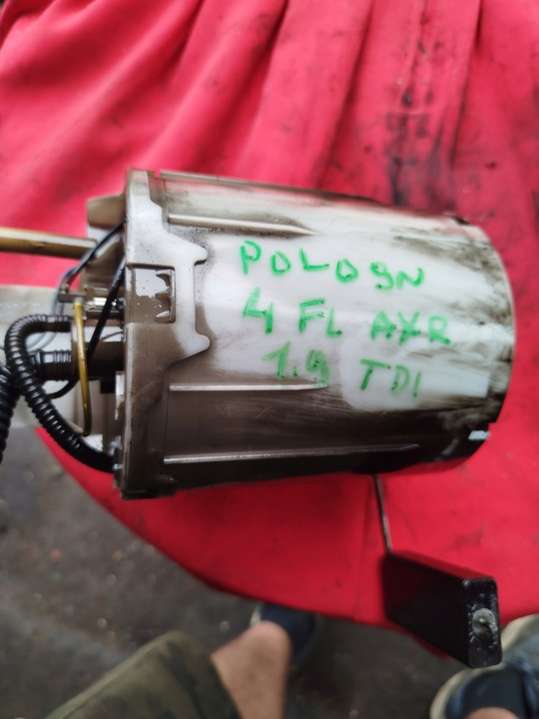 POLO 9N
4 FL AXR
1.9 TDI